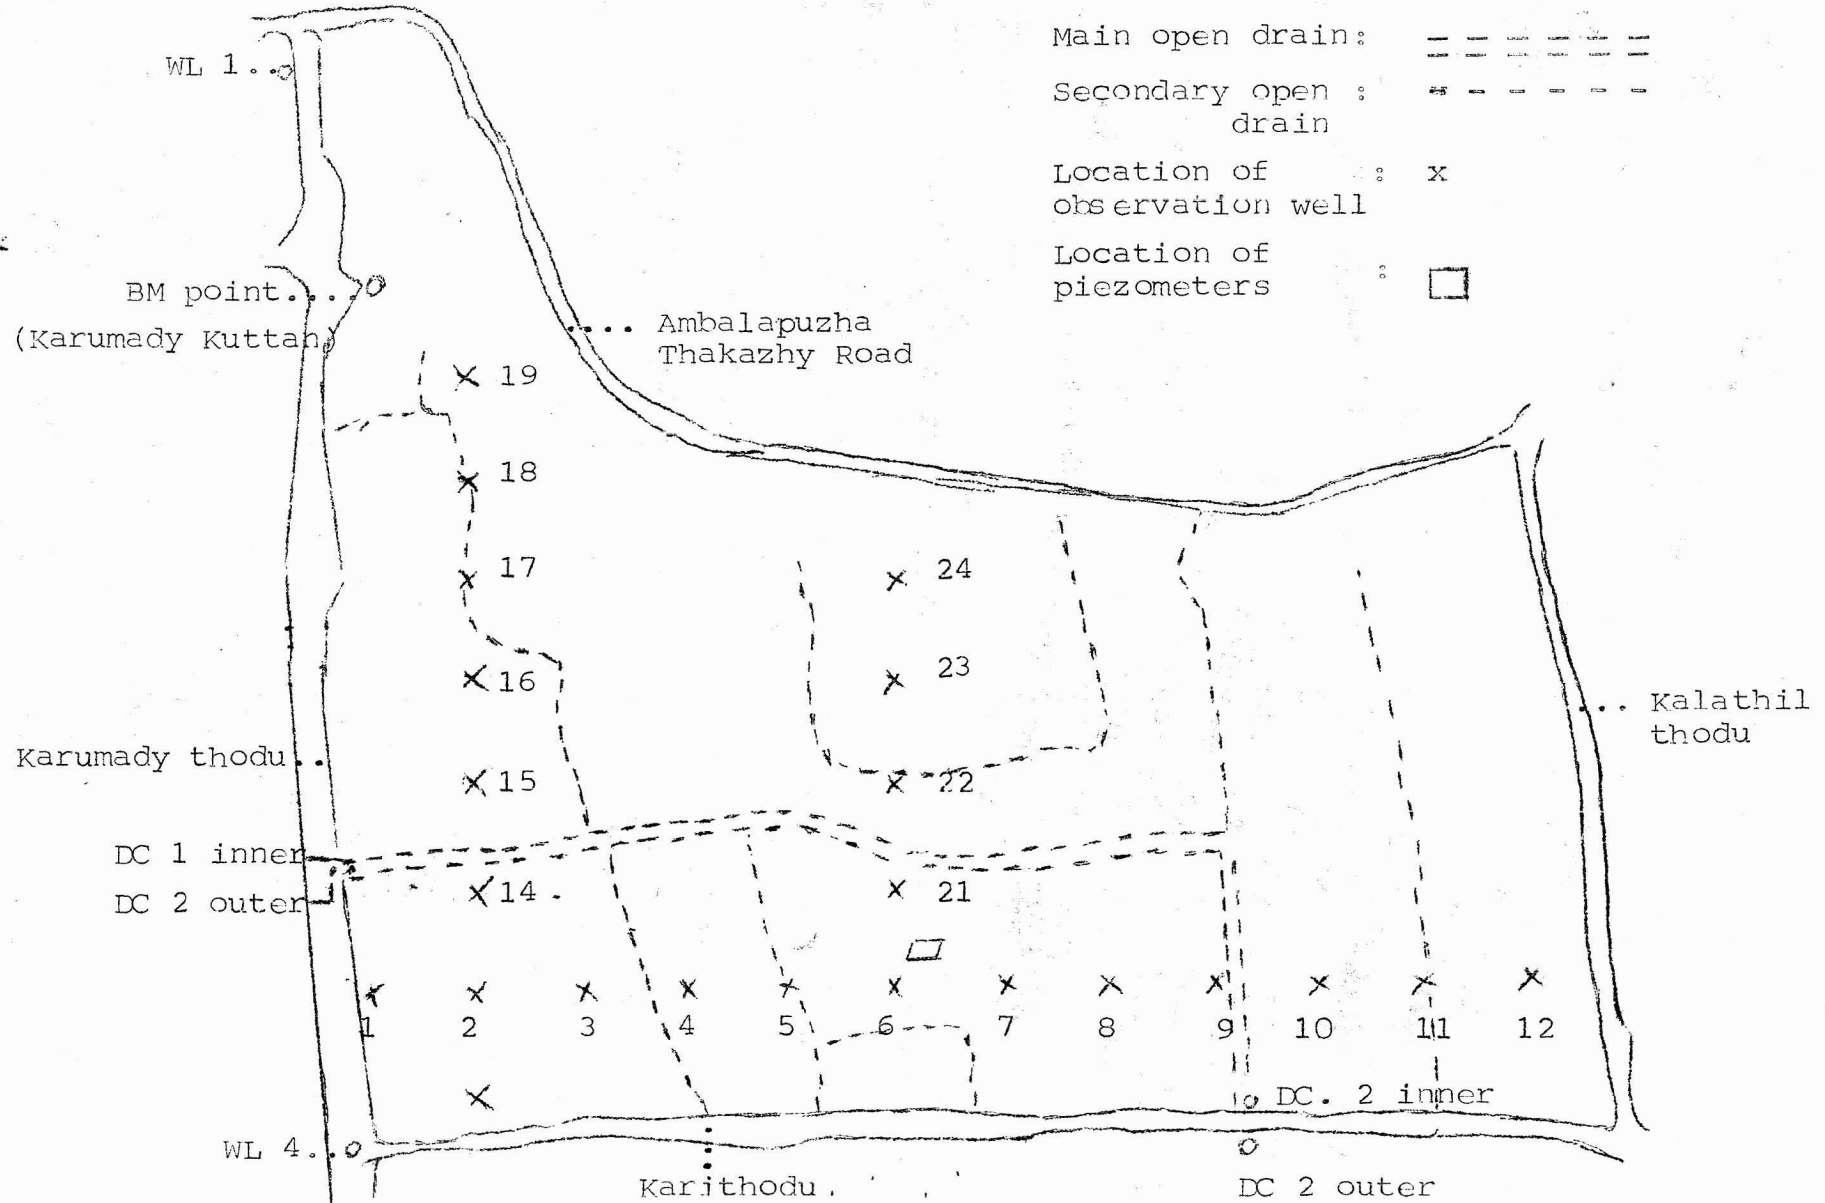 Main open drain:
Secondary open :
drain
Location of :
observation well
x
Location of :
piezometers
WL 1
BM point
(Karumady Kuttan)
Ambalapuzha
Thakazhy Road
19
18
17
24
16
23
Kalathil
thodu
Karumady thodu
15
22
DC 1 inner
DC 2 outer
14
21
1 2 3 4 5 6 7 8 9 10 11 12
DC. 2 inner
WL 4
Karithodu
DC 2 outer